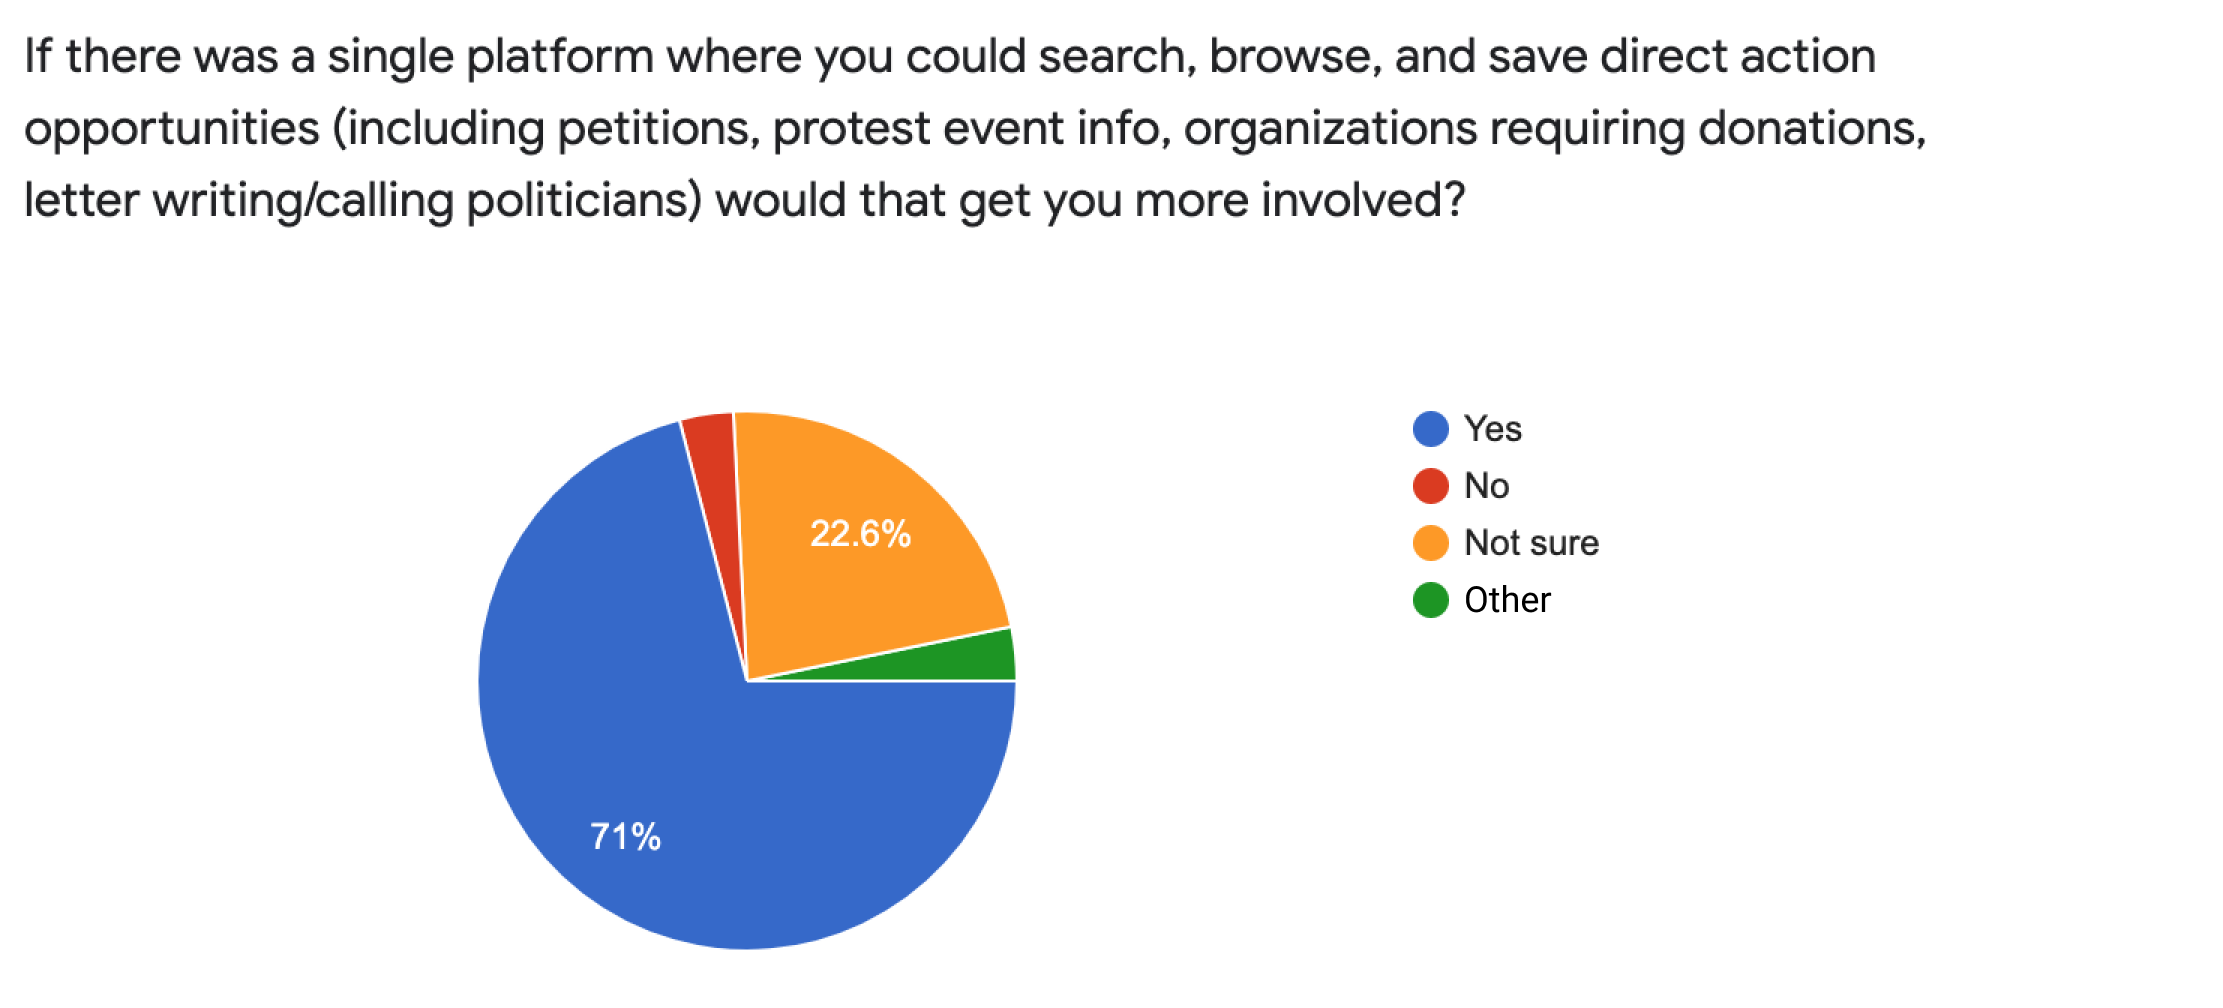 If there was a single platform where you could search, browse, and save direct action
opportunities (including petitions, protest event info, organizations requiring donations,
letter writing/calling politicians) would that get you more involved?
Yes
No
22.6%
Not sure
Other
71%